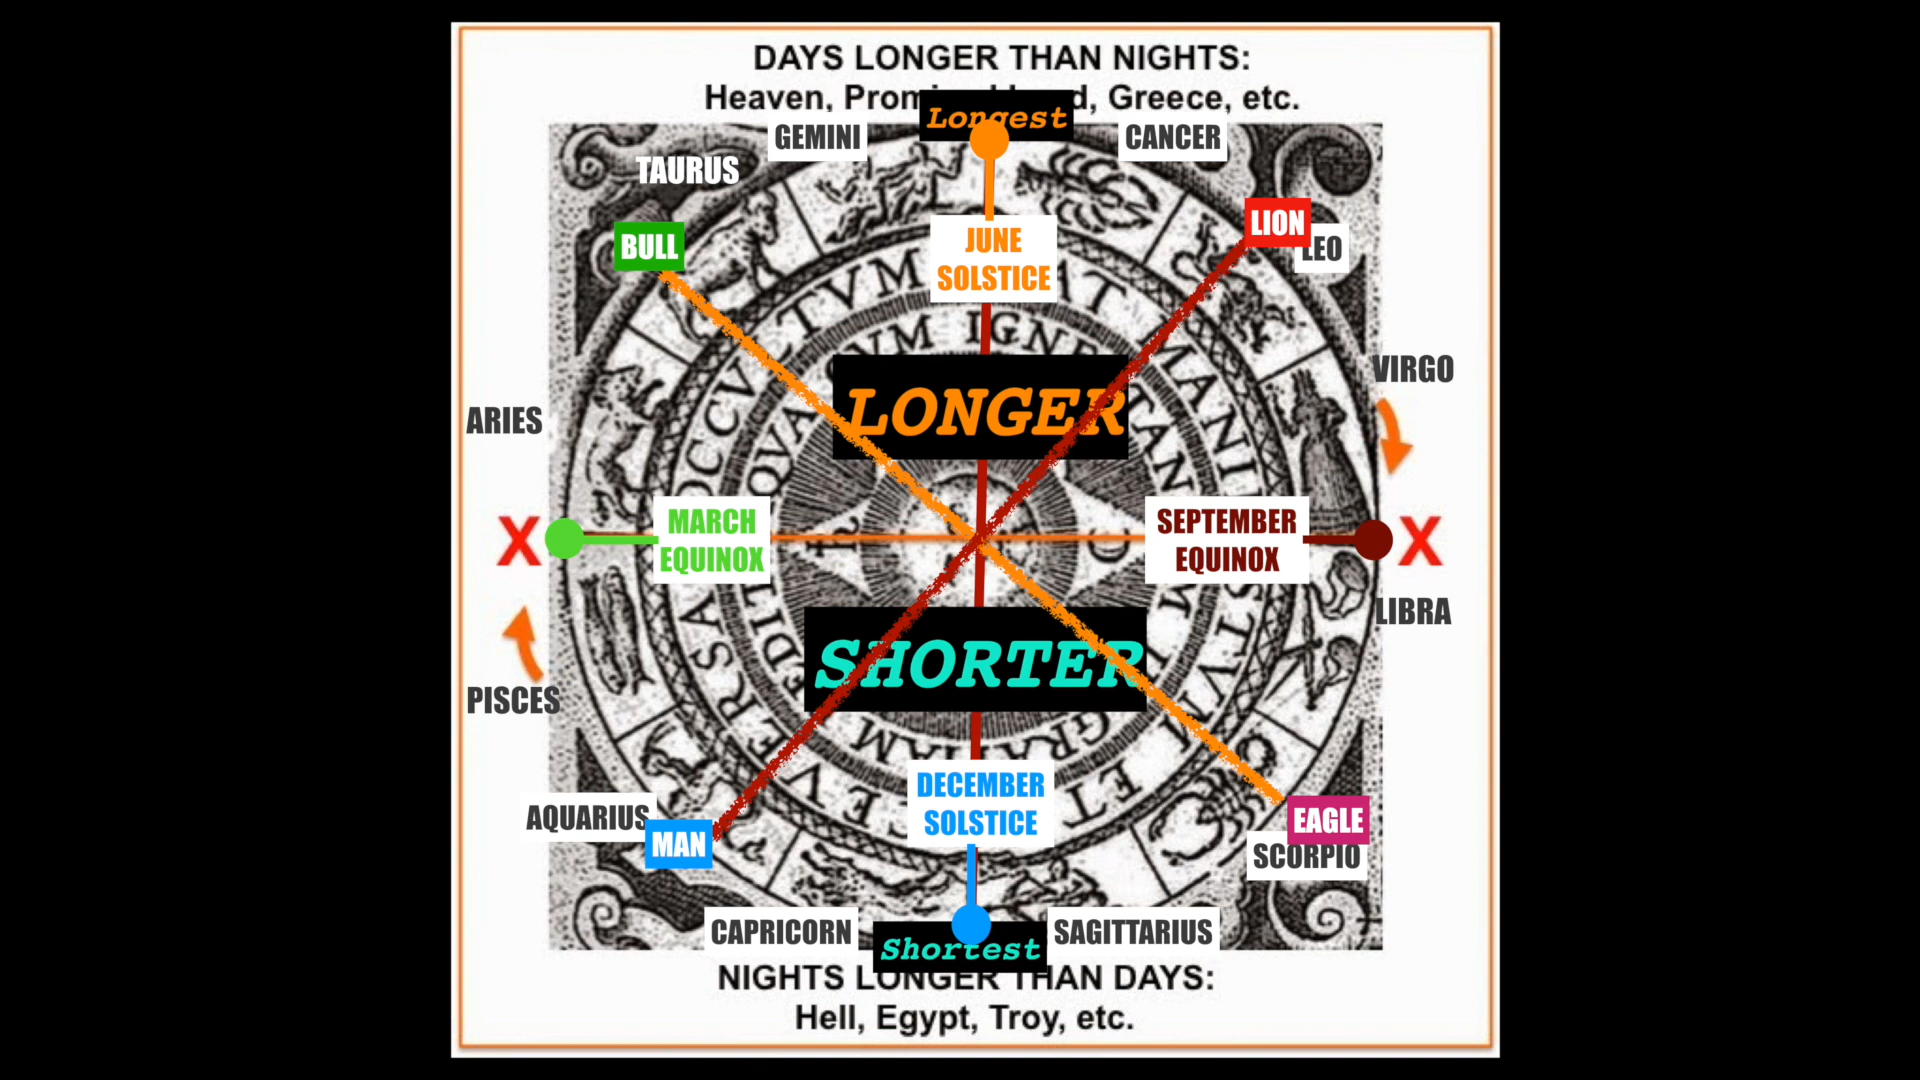 DAYS LONGER THAN NIGHTS:
Heaven, Greece, etc.
Longest
GEMINI
CANCER
TAURUS
LION
BULL
LEO
JUNE
SOLSTICE
LONGER
VIRGO
ARIES
X
MARCH
EQUINOX
SEPTEMBER
EQUINOX
X
LIBRA
SHORTER
PISCES
DECEMBER
SOLSTICE
AQUARIUS
MAN
EAGLE
SCORPIO
CAPRICORN
SAGITTARIUS
Shortest
NIGHTS LONGER THAN DAYS:
Hell, Egypt, Troy, etc.